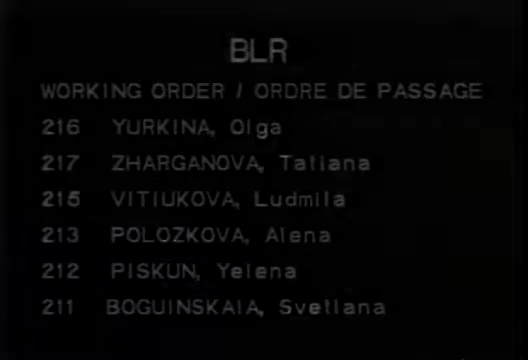 BLR
WORKING ORDER / ORDRE DE PASSAGE
216 YURKINA, Olga
217 ZHARGANOVA, Tatiana
215 VITIUKOVA, Ludmila
213 POLOZKOVA, Alena
212 PISKUN, Yelena
211 BOGUINSKAIA, Svetlana